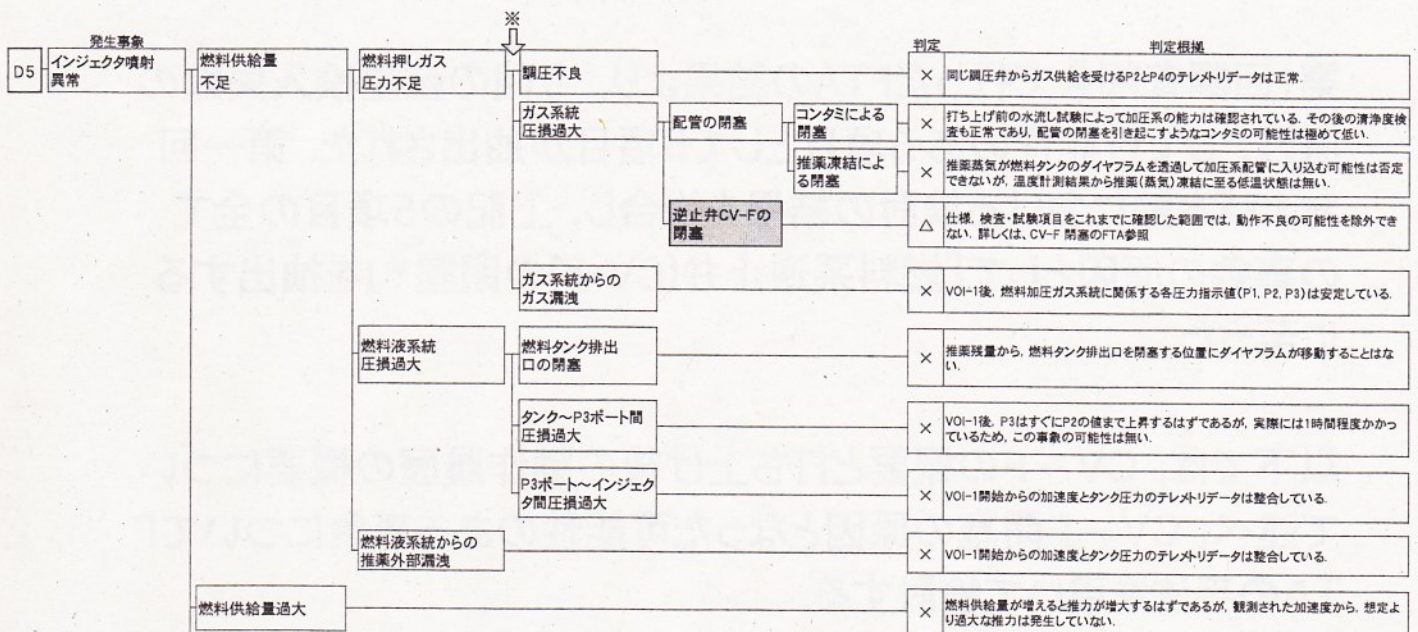 ※
発生事象
判定
判定根拠
D5
インジェクタ噴射
異常
燃料供給量
不足
燃料押しガス
圧力不足
調圧不良
×
同じ調圧弁からガス供給を受けるP2とP4のテレメトリデータは正常.
ガス系統
圧損過大
配管の閉塞
コンタミによる
閉塞
×
打ち上げ前の水流し試験によって加圧系の能力は確認されている. その後の清浄度検
査も正常であり, 配管の閉塞を引き起こすようなコンタミの可能性は極めて低い.
推薬凍結によ
る閉塞
×
推薬蒸気が燃料タンクのダイヤフラムを透過して加圧系配管に入り込む可能性は否定
できないが, 温度計測結果から推薬(蒸気)凍結に至る低温状態は無い.
逆止弁CV-Fの
閉塞
△
仕様, 検査・試験項目をこれまでに確認した範囲では, 動作不良の可能性を除外でき
ない. 詳しくは、CV-F 閉塞のFTA参照
ガス系統からの
ガス漏洩
×
VOI-1後, 燃料加圧ガス系統に関係する各圧力指示値(P1, P2, P3)は安定している.
燃料液系統
圧損過大
燃料タンク排出
口の閉塞
×
推薬残量から, 燃料タンク排出口を閉塞する位置にダイヤフラムが移動することはな
い.
タンク～P3ポート間
圧損過大
×
VOI-1後, P3はすぐにP2の値まで上昇するはずであるが, 実際には1時間程度かかっ
ているため, この事象の可能性は無い.
P3ポート～インジェク
タ間圧損過大
×
VOI-1開始からの加速度とタンク圧力のテレメトリデータは整合している.
燃料液系統からの
推薬外部漏洩
×
VOI-1開始からの加速度とタンク圧力のテレメトリデータは整合している.
燃料供給量過大
×
燃料供給量が増えると推力が増大するはずであるが, 観測された加速度から, 想定よ
り過大な推力は発生していない.